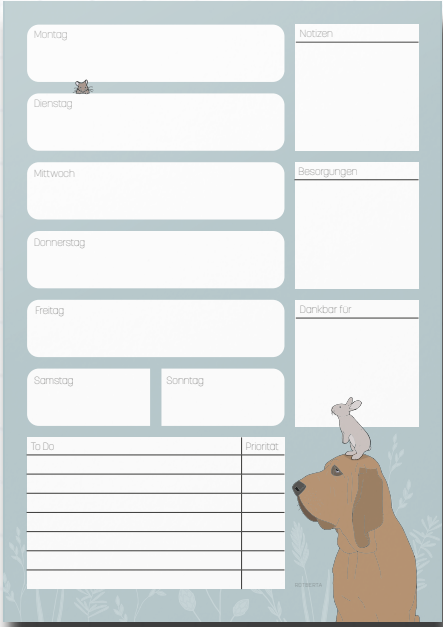 Montag
Notizen
Dienstag
Mittwoch
Besorgungen
Donnerstag
Freitag
Dankbar für
Samstag
Sonntag
To Do
Priorität